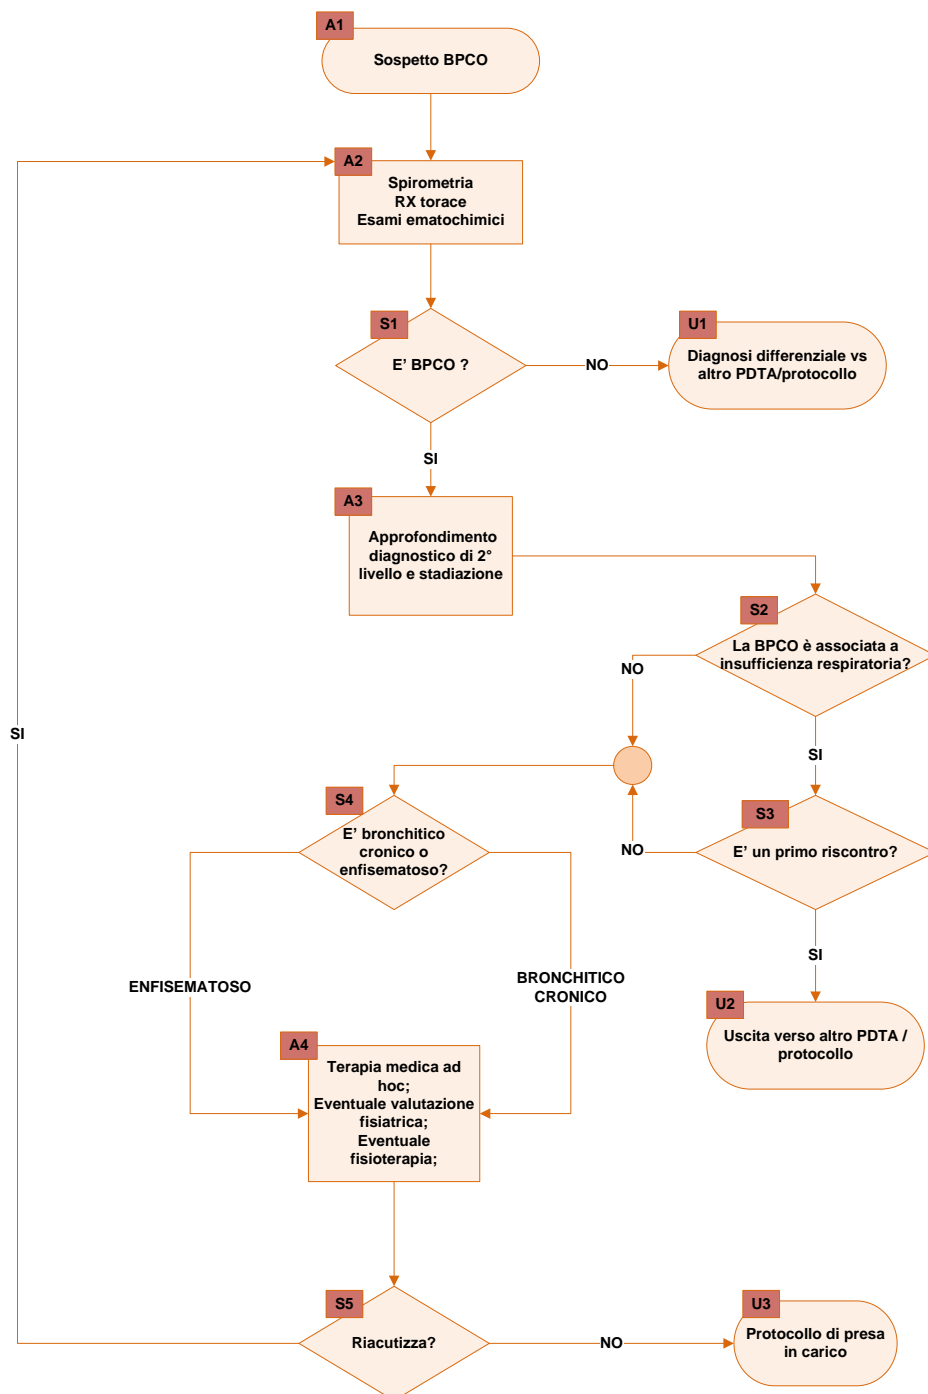 A1
Sospetto BPCO
A2
Spirometria
RX torace
Esami ematochimici
S1
E' BPCO ?
NO
U1
Diagnosi differenziale vs
altro PDTA/protocollo
SI
A3
Approfondimento
diagnostico di 2°
livello e stadiazione
S2
La BPCO è associata a
insufficienza respiratoria?
NO
SI
SI
S4
E' bronchitico
cronico o
enfisematoso?
S3
E' un primo riscontro?
NO
SI
ENFISEMATOSO
BRONCHITICO
CRONICO
U2
Uscita verso altro PDTA /
protocollo
A4
Terapia medica ad
hoc;
Eventuale valutazione
fisiatrica;
Eventuale
fisioterapia;
S5
Riacutizza?
NO
U3
Protocollo di presa
in carico